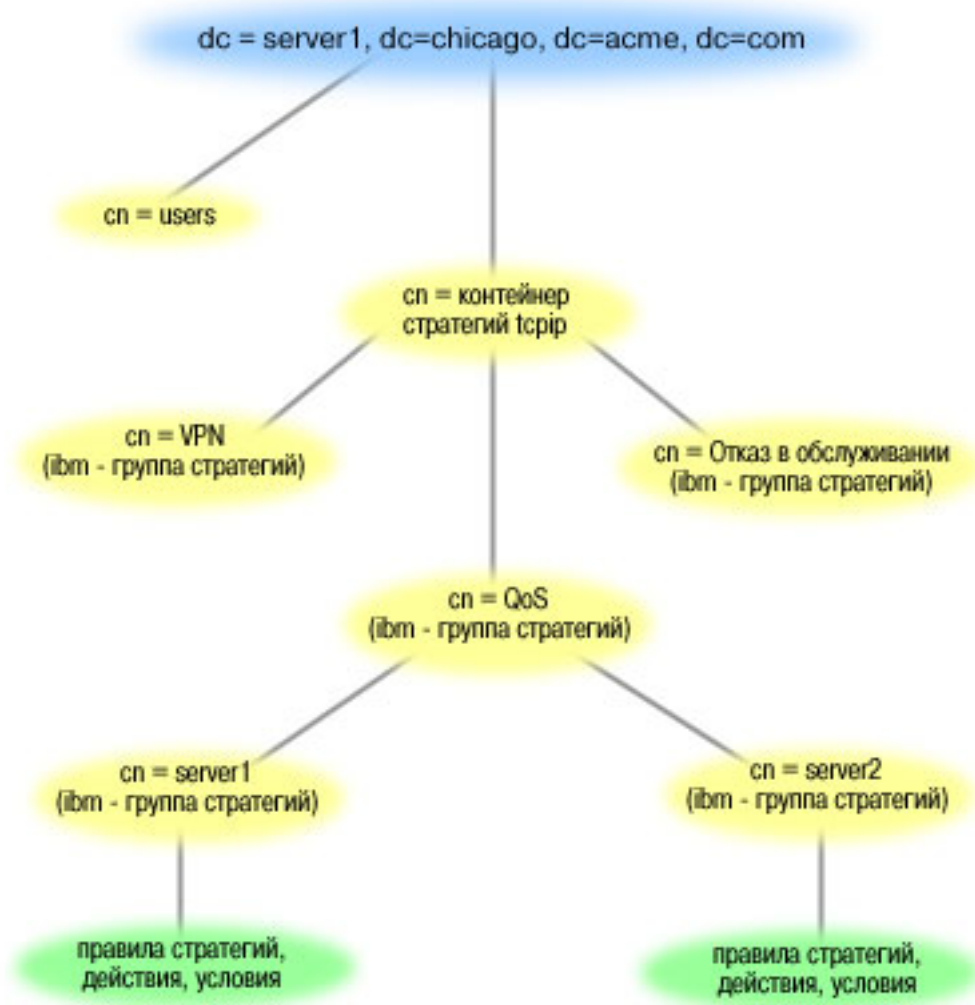 dc = server1, dc=chicago, dc=acme, dc=com
cn = users
cn = контейнер
стратегий tcpip
cn = VPN
(ibm - группа стратегий)
cn = Отказ в обслуживании
(ibm - группа стратегий)
cn = QoS
(ibm - группа стратегий)
cn = server1
(ibm - группа стратегий)
cn = server2
(ibm - группа стратегий)
правила стратегий,
действия, условия
правила стратегий,
действия, условия